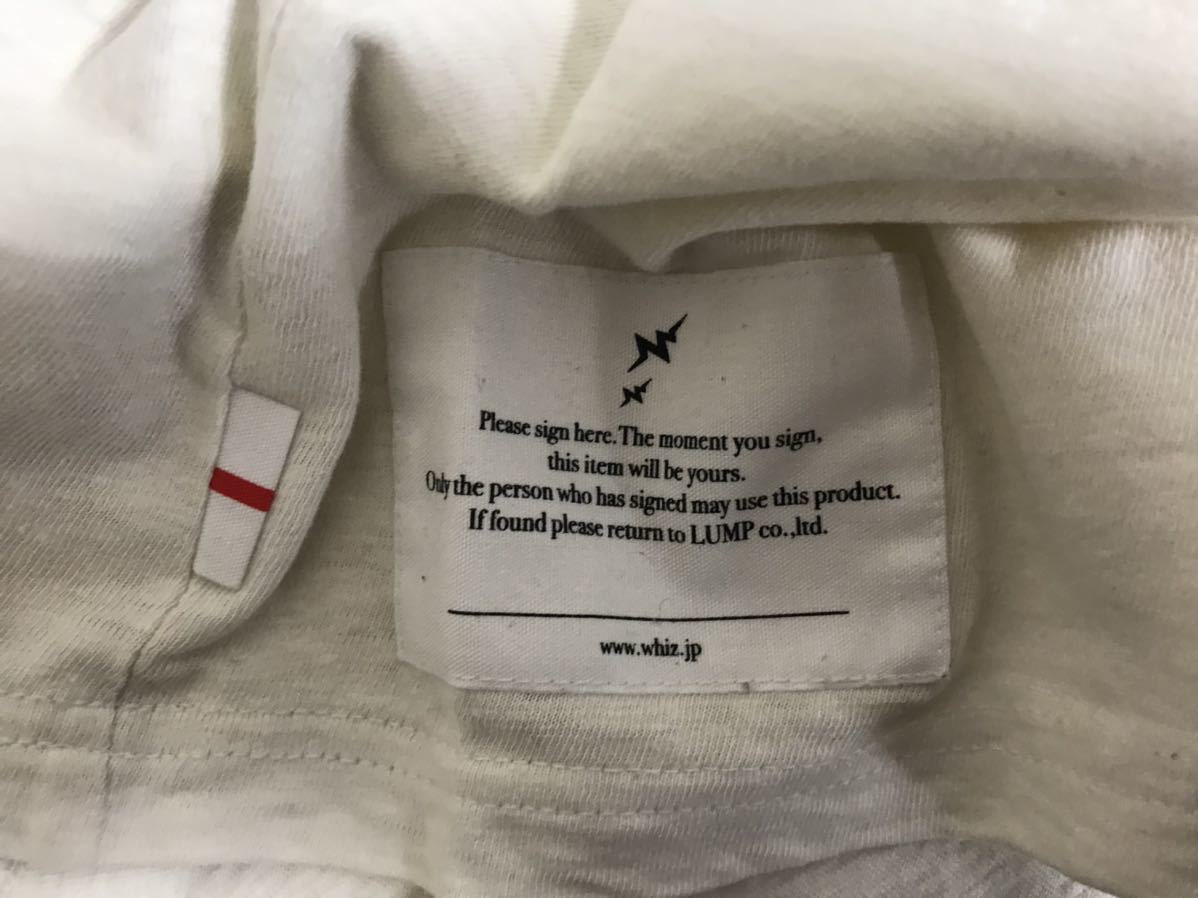 Please sign here. The moment you sign,
this item will be yours.
Only the person who has signed may use this product.
If found please return to LUMP co.,ltd.
www.whiz.jp